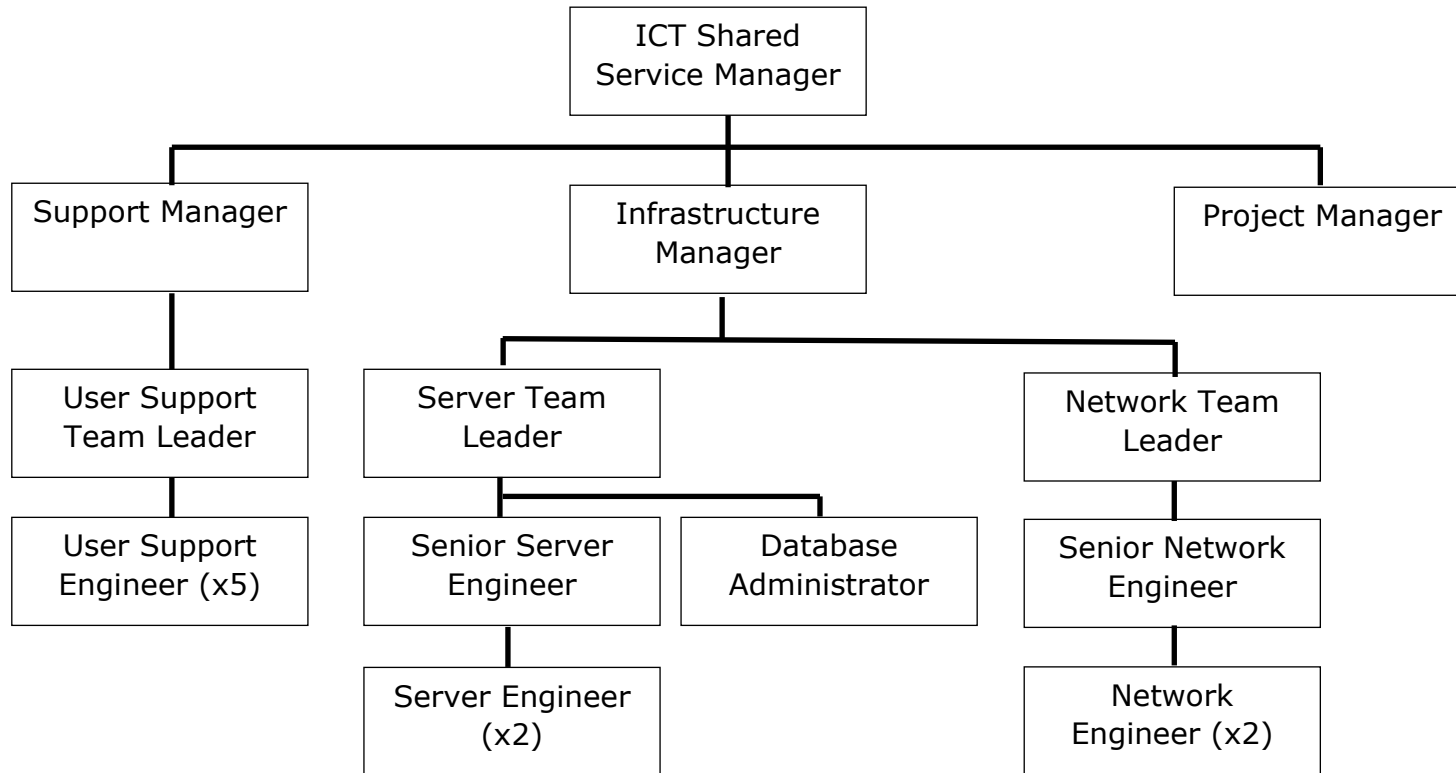 ICT Shared
Service Manager
Support Manager
Infrastructure
Manager
Project Manager
User Support
Team Leader
Server Team
Leader
Network Team
Leader
User Support
Engineer (x5)
Senior Server
Engineer
Database
Administrator
Senior Network
Engineer
Server Engineer
(x2)
Network
Engineer (x2)